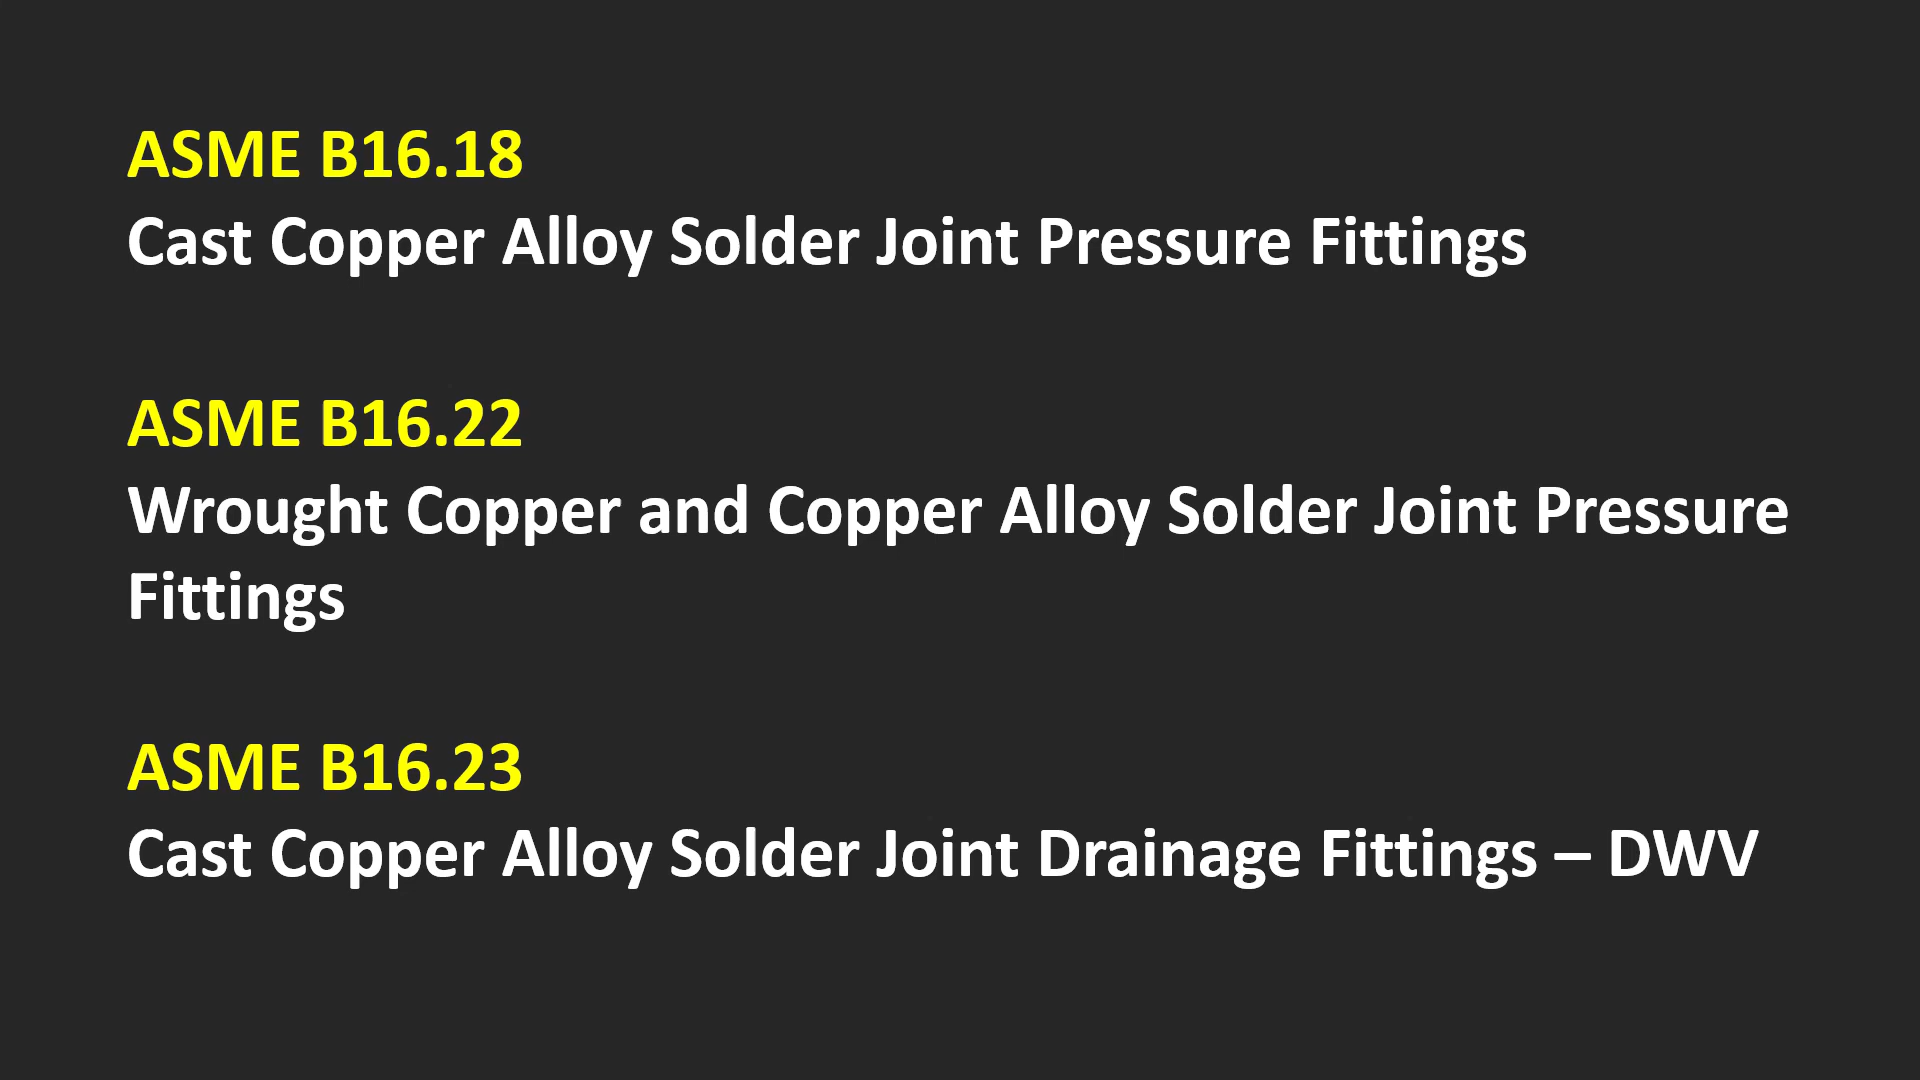 ASME B16.18
Cast Copper Alloy Solder Joint Pressure Fittings
ASME B16.22
Wrought Copper and Copper Alloy Solder Joint Pressure
Fittings
ASME B16.23
Cast Copper Alloy Solder Joint Drainage Fittings – DWV